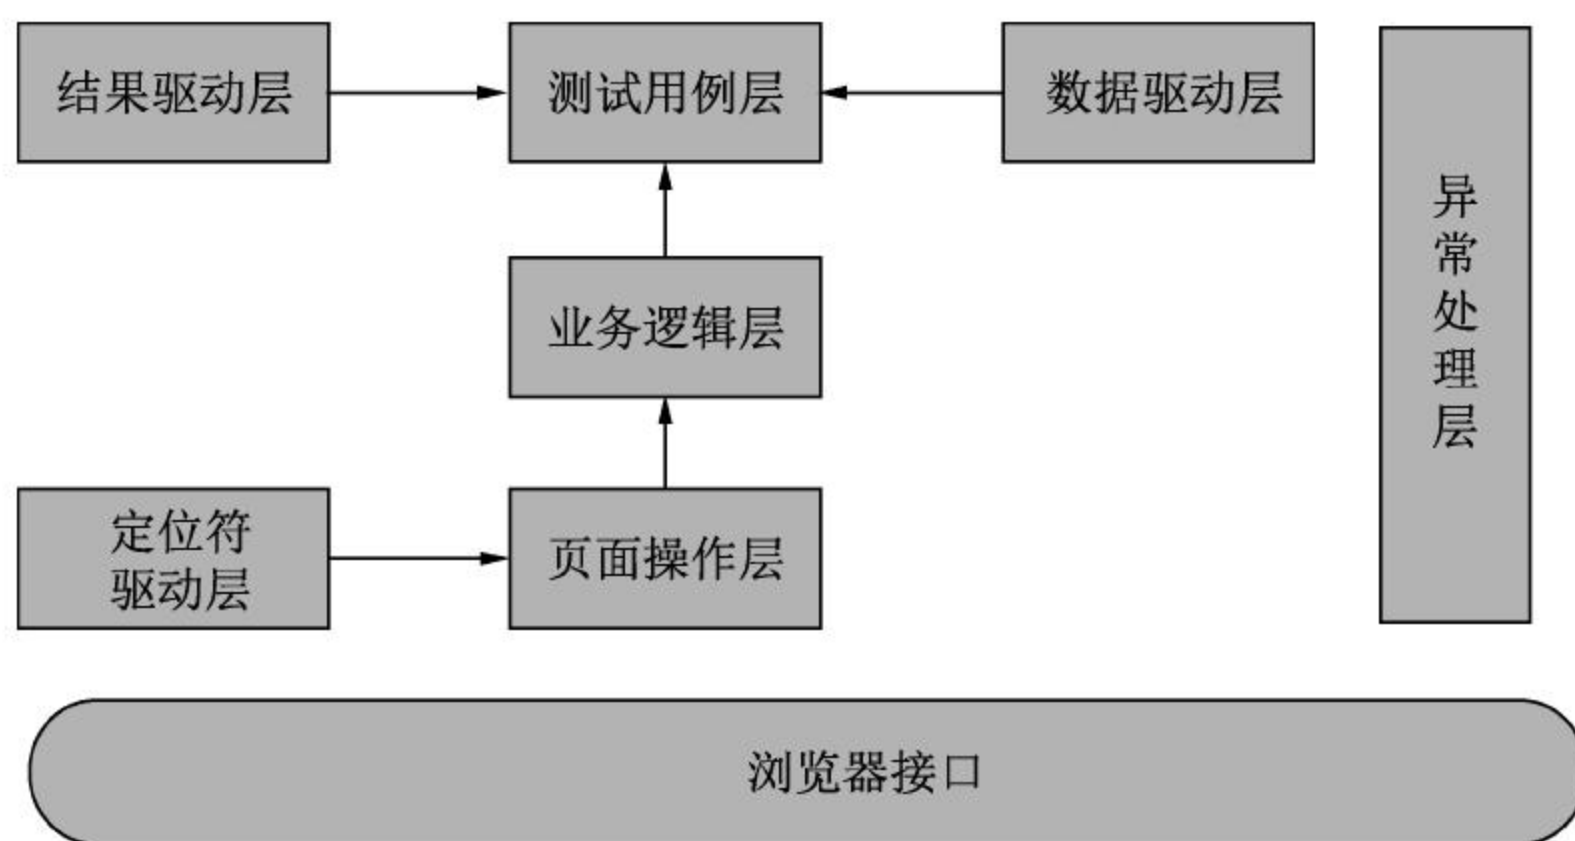 结果驱动层
测试用例层
数据驱动层
异常处理层
业务逻辑层
定位符
驱动层
页面操作层
浏览器接口